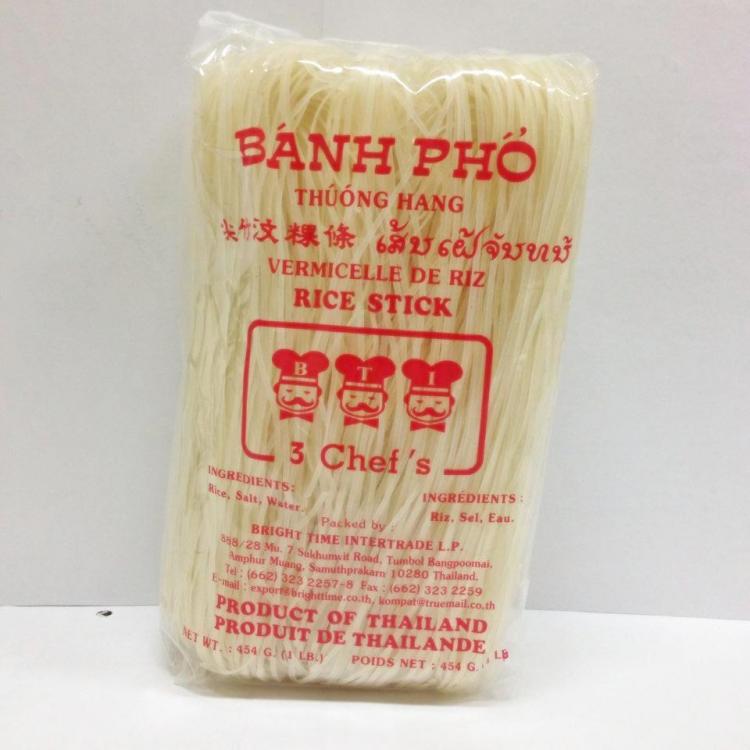 BÁNH PHỞ
THÚÓNG HANG
尖竹汶粿條 เส้นเฝ้จันทบ์
VERMICELLE DE RIZ
RICE STICK
B T I
3 Chef's
INGREDIENTS:
Rice, Salt, Water.
INGRÉDIENTS :
Riz, Sel, Eau.
Packed by :
BRIGHT TIME INTERTRADE L.P.
888/28 Mu. 7 Sukhumvit Road, Tumbol Bangpoomai,
Amphur Muang, Samuthprakarn 10280 Thailand.
Tel : (662) 323 2257-8 Fax : (662) 323 2259
E-mail : export@brighttime.co.th, kompat@truemail.co.th
PRODUCT OF THAILAND
PRODUIT DE THAILANDE
NET WT. : 454 G. (1 LB.) POIDS NET : 454 G. LB